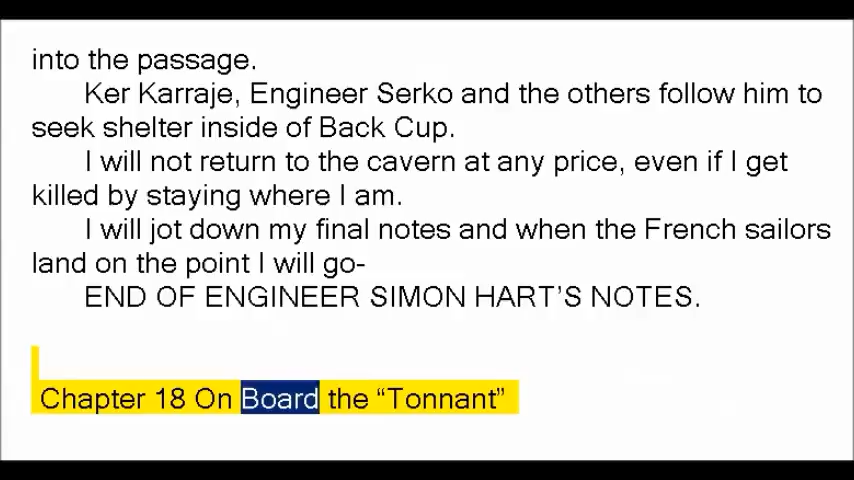 into the passage.
Ker Karraje, Engineer Serko and the others follow him to
seek shelter inside of Back Cup.
I will not return to the cavern at any price, even if I get
killed by staying where I am.
I will jot down my final notes and when the French sailors
land on the point I will go-
END OF ENGINEER SIMON HART’S NOTES.
Chapter 18 On Board the “Tonnant”